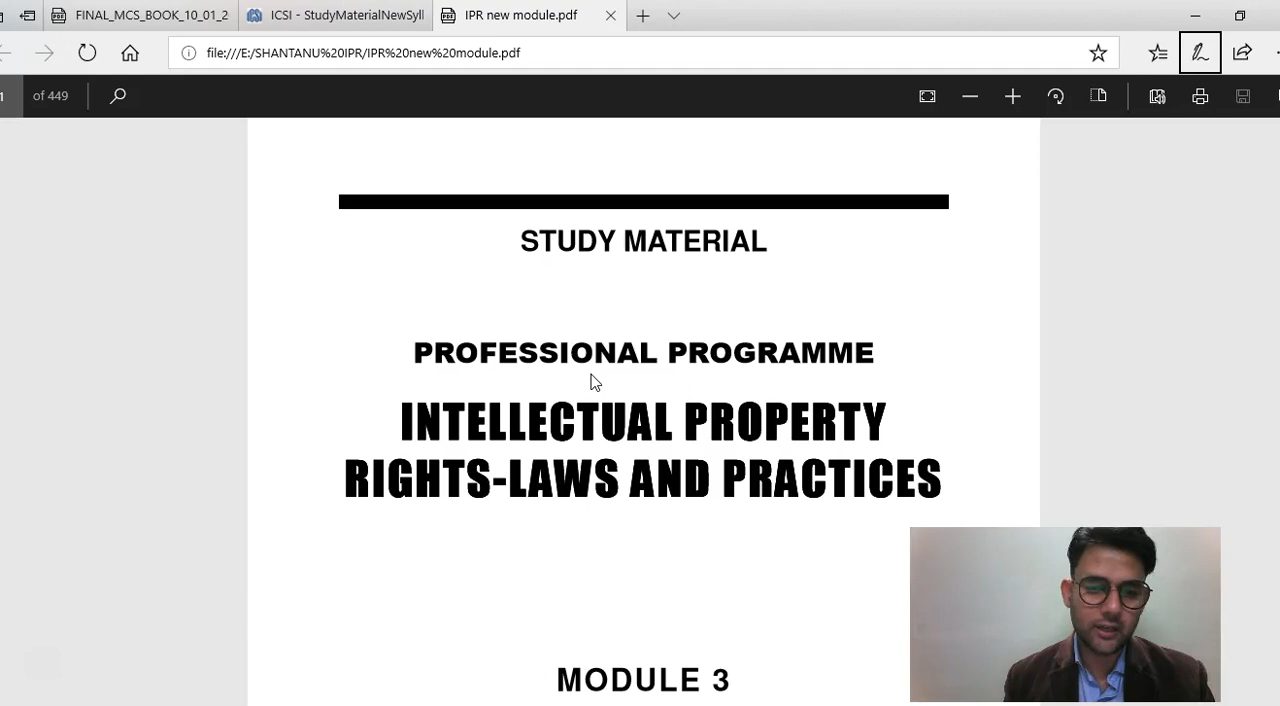 FINAL_MCS_BOOK_10_01_2
ICSI - StudyMaterialNewSyll
IPR new module.pdf
file:///E:/SHANTANU%20IPR/IPR%20new%20module.pdf
1 of 449
STUDY MATERIAL
PROFESSIONAL PROGRAMME
INTELLECTUAL PROPERTY
RIGHTS-LAWS AND PRACTICES
MODULE 3